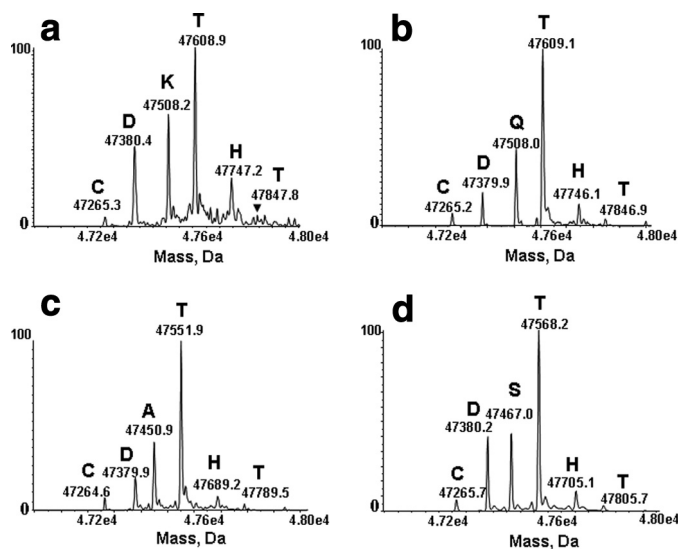 a
T
47608.9
100
K
47508.2
D
47380.4
H
47747.2
T
47847.8
C
47265.3
0
4.72e4 4.76e4 4.80e4
Mass, Da
b
T
47609.1
100
Q
47508.0
D
47379.9
H
47746.1
T
47846.9
C
47265.2
0
4.72e4 4.76e4 4.80e4
Mass, Da
c
T
47551.9
100
A
47450.9
D
47379.9
H
47689.2
T
47789.5
C
47264.6
0
4.72e4 4.76e4 4.80e4
Mass, Da
d
T
47568.2
100
S
47467.0
D
47380.2
H
47705.1
T
47805.7
C
47265.7
0
4.72e4 4.76e4 4.80e4
Mass, Da